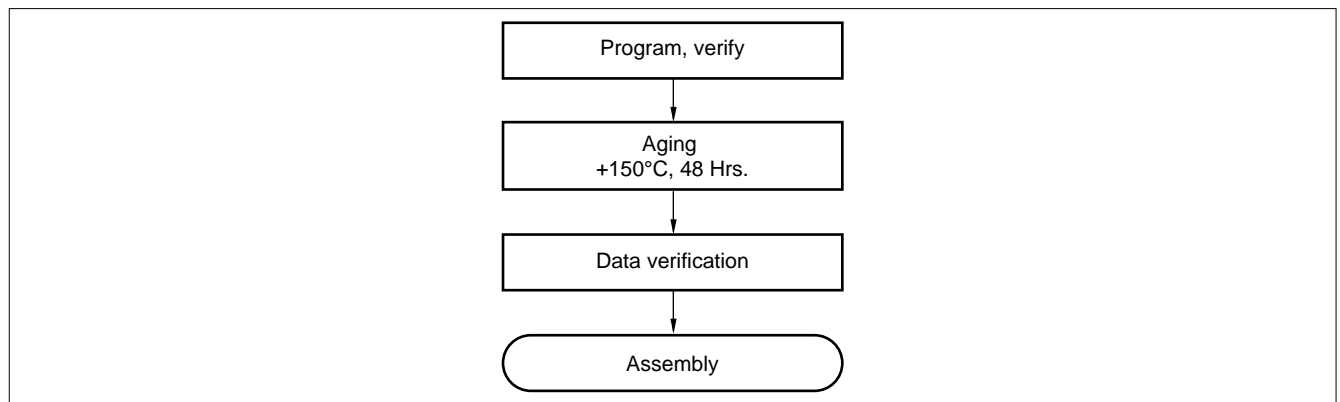 Program, verify
Aging
+150°C, 48 Hrs.
Data verification
Assembly